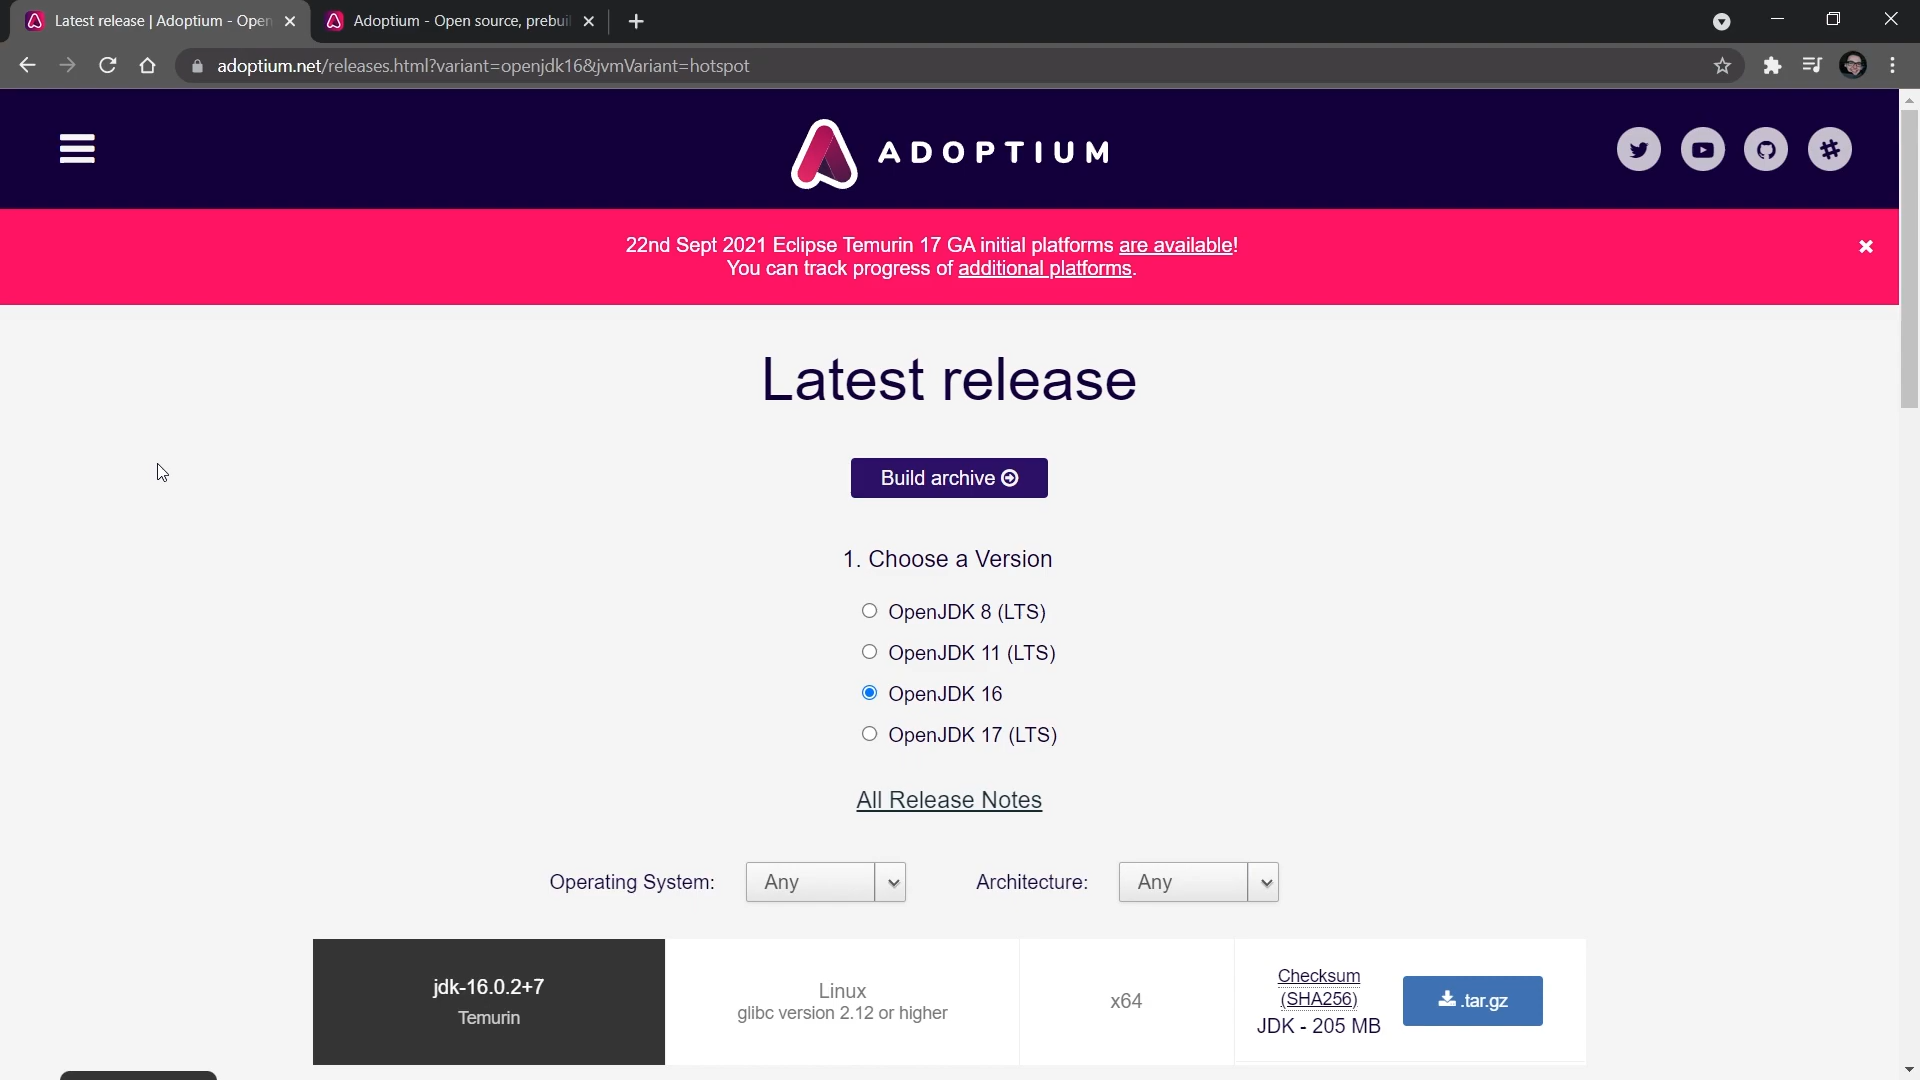 Latest release | Adoptium - Open
Adoptium - Open source, prebuil
adoptium.net/releases.html?variant=openjdk16&jvmVariant=hotspot
ADOPTIUM
22nd Sept 2021 Eclipse Temurin 17 GA initial platforms are available!
You can track progress of additional platforms.
Latest release
Build archive
1. Choose a Version
OpenJDK 8 (LTS)
OpenJDK 11 (LTS)
OpenJDK 16
OpenJDK 17 (LTS)
All Release Notes
Operating System: Any Architecture: Any
jdk-16.0.2+7
Temurin
Linux
glibc version 2.12 or higher
x64
Checksum
(SHA256)
JDK - 205 MB
.tar.gz